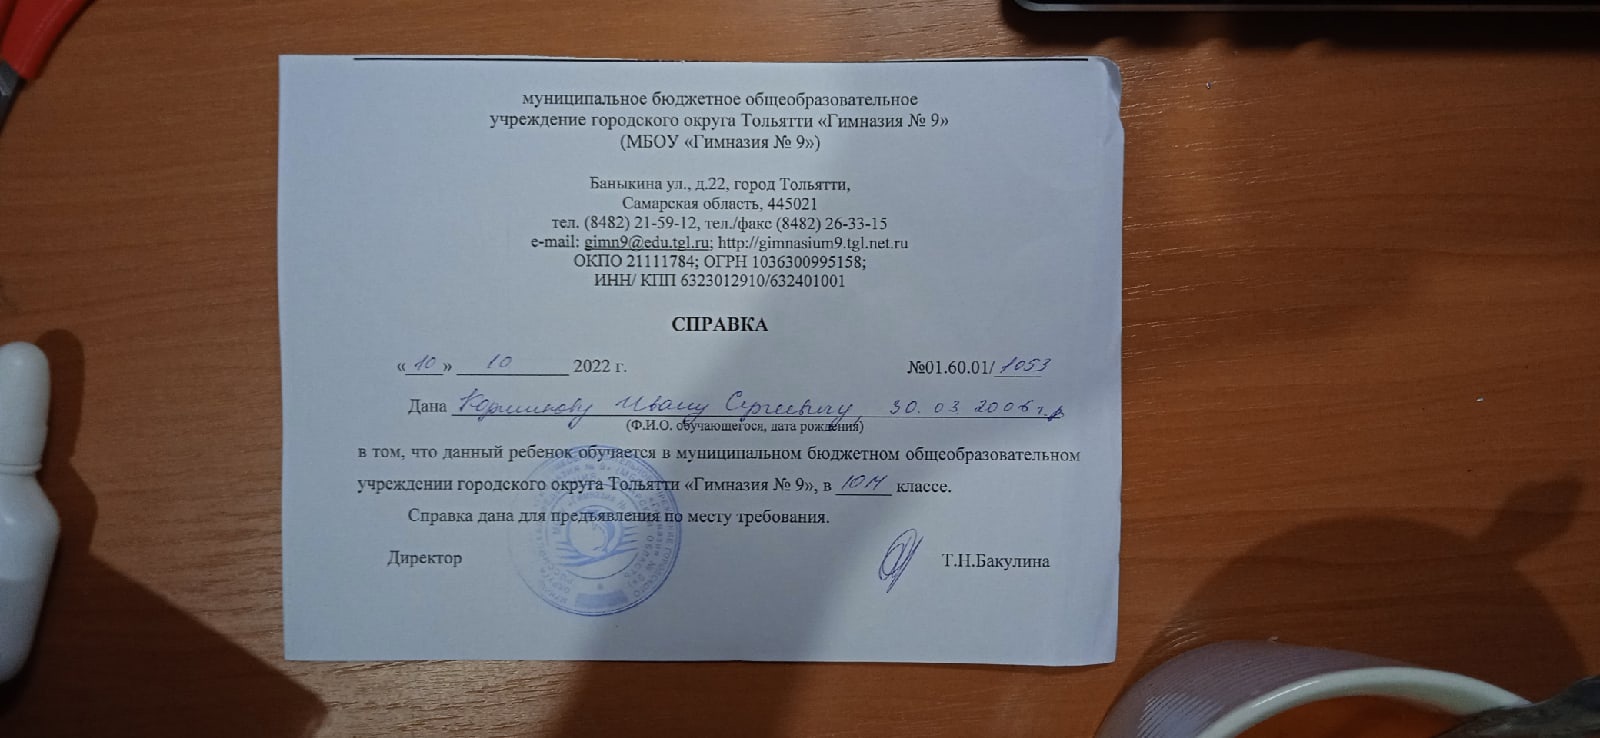 муниципальное бюджетное общеобразовательное
учреждение городского округа Тольятти «Гимназия № 9»
(МБОУ «Гимназия № 9»)
Баныкина ул., д.22, город Тольятти,
Самарская область, 445021
тел. (8482) 21-59-12, тел./факс (8482) 26-33-15
e-mail: gimn9@edu.tgl.ru; http://gimnasium9.tgl.net.ru
ОКПО 21111784; ОГРН 1036300995158;
ИНН/ КПП 6323012910/632401001
СПРАВКА
«10» 10 2022 г. №01.60.01/1053
Дана Ивану Сергеевичу, 30.03.2006 г.р.
(Ф.И.О. обучающегося, дата рождения)
в том, что данный ребенок обучается в муниципальном бюджетном общеобразовательном
учреждении городского округа Тольятти «Гимназия № 9», в 10М классе.
Справка дана для предъявления по месту требования.
Директор Т.Н.Бакулина